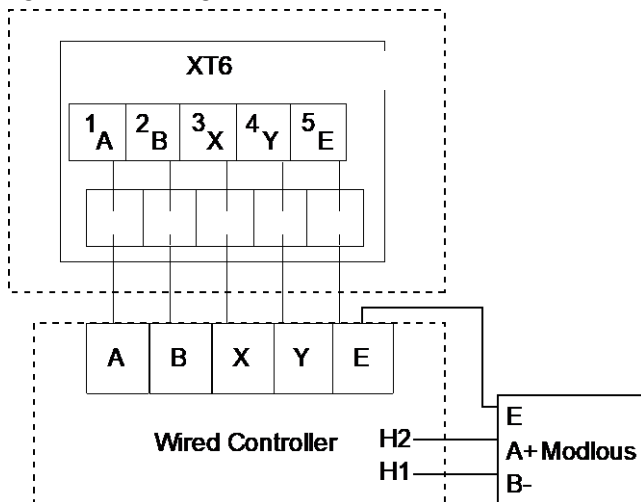 XT6
1A 2B 3X 4Y 5E
A B X Y E
E
Wired Controller H2 A+ Modlous
H1 B-